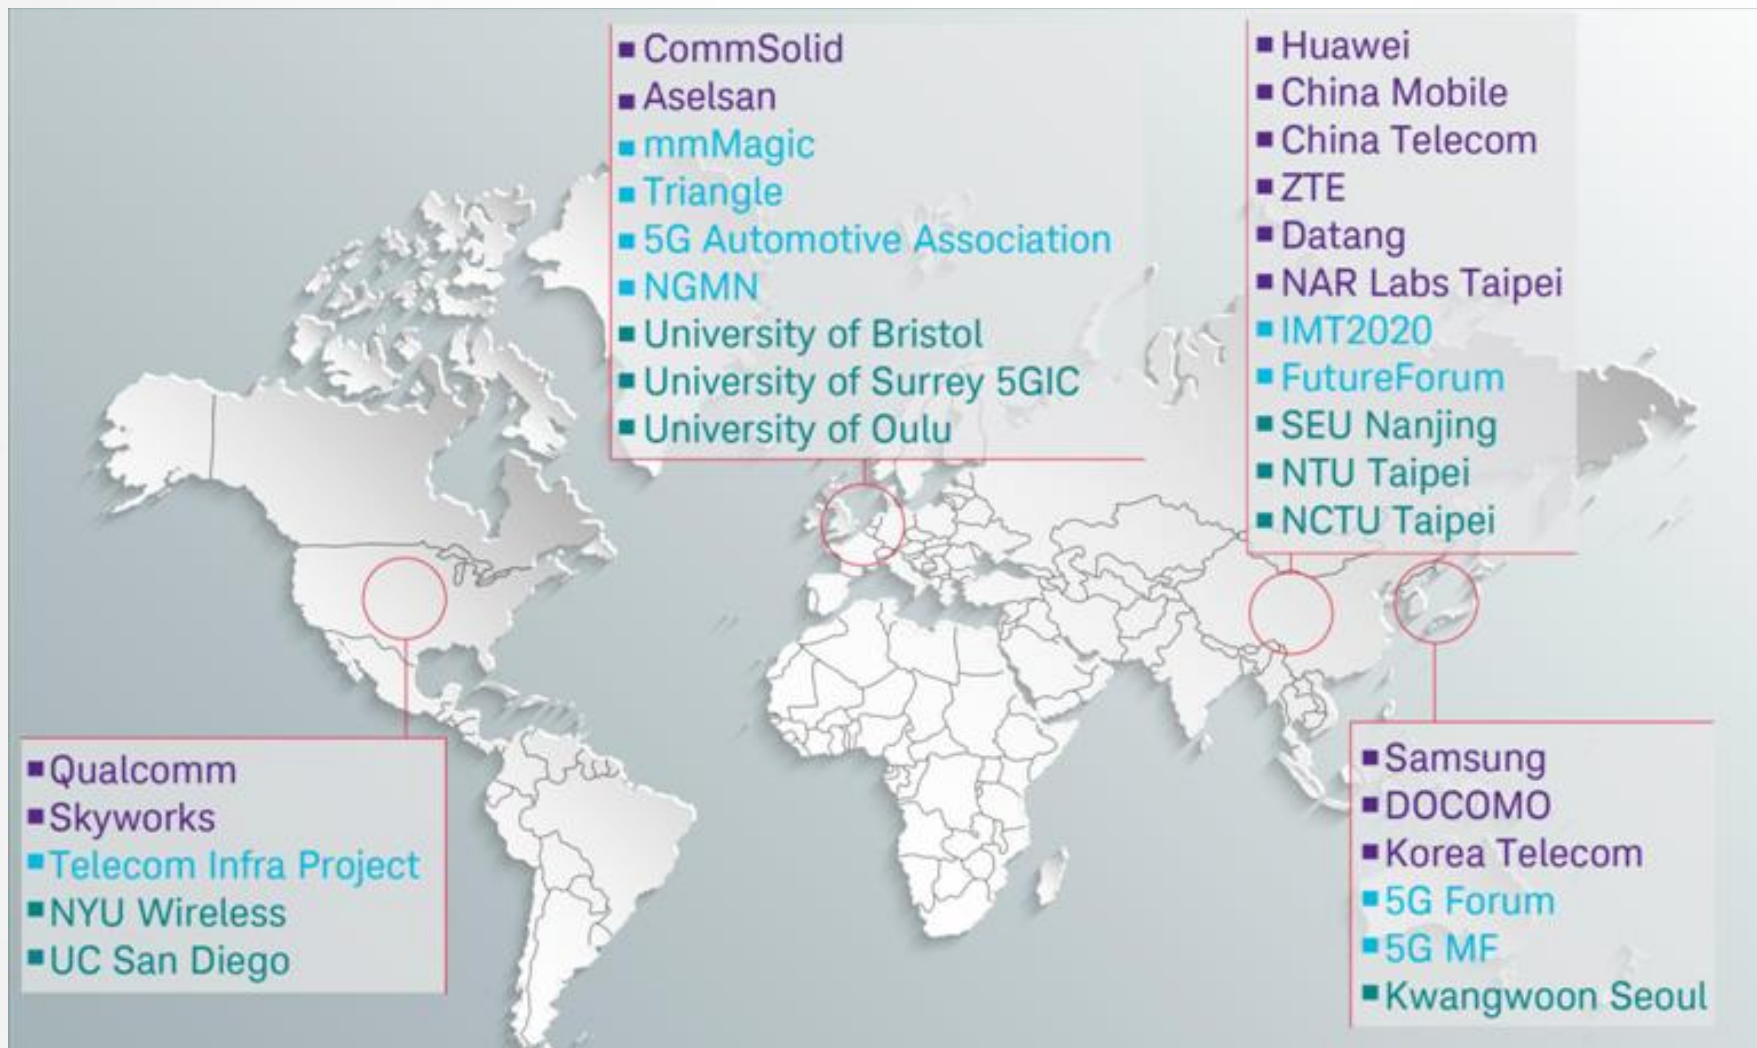 ■ CommSolid
■ Aselsan
■ mmMagic
■ Triangle
■ 5G Automotive Association
■ NGMN
■ University of Bristol
■ University of Surrey 5GIC
■ University of Oulu
■ Huawei
■ China Mobile
■ China Telecom
■ ZTE
■ Datang
■ NAR Labs Taipei
■ IMT2020
■ FutureForum
■ SEU Nanjing
■ NTU Taipei
■ NCTU Taipei
■ Qualcomm
■ Skyworks
■ Telecom Infra Project
■ NYU Wireless
■ UC San Diego
■ Samsung
■ DOCOMO
■ Korea Telecom
■ 5G Forum
■ 5G MF
■ Kwangwoon Seoul